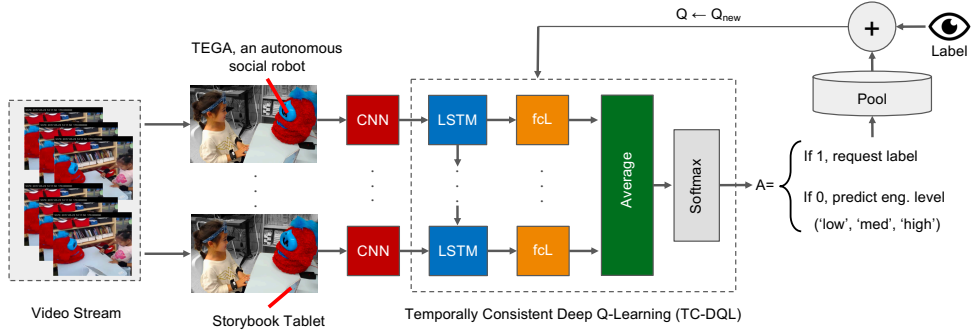 Q ← Qnew
+
Label
TEGA, an autonomous
social robot
Pool
CNN
LSTM
fcL
Average
Softmax
A=
If 1, request label
If 0, predict eng. level
(‘low’, ‘med’, ‘high’)
CNN
LSTM
fcL
Video Stream
Storybook Tablet
Temporally Consistent Deep Q-Learning (TC-DQL)